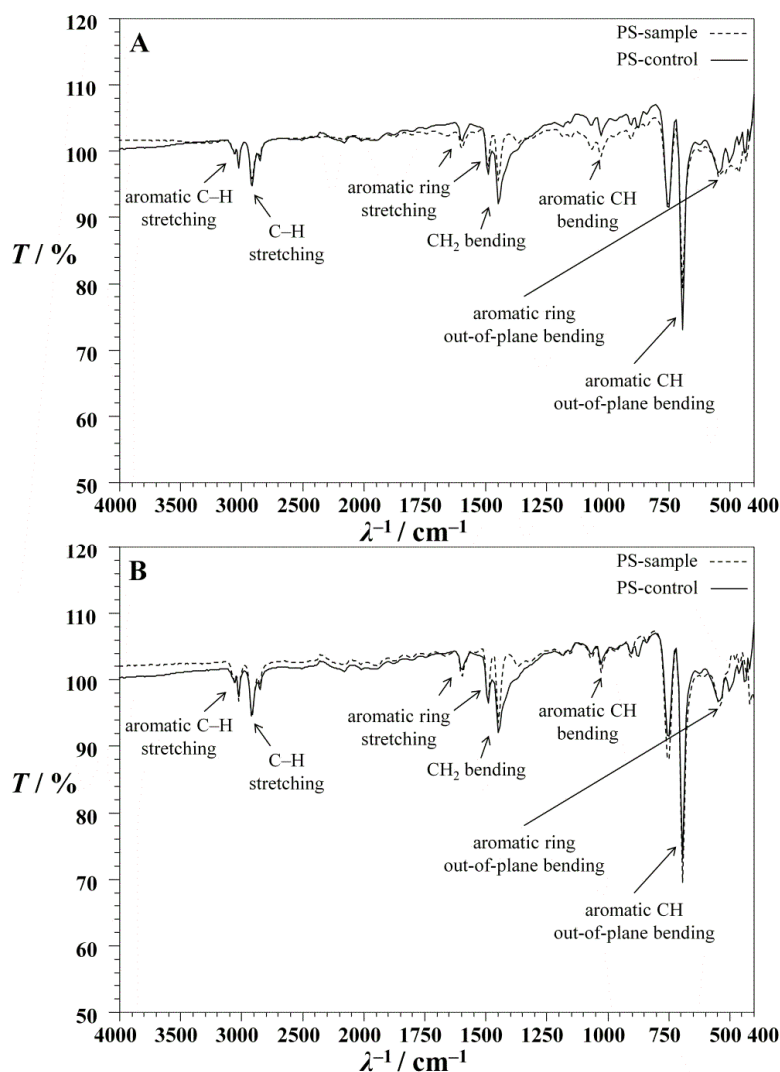 120
A
PS-sample
PS-control
110
100
aromatic C–H
stretching
C–H
stretching
aromatic ring
stretching
CH₂ bending
aromatic CH
bending
90
T / %
80
aromatic ring
out-of-plane bending
70
aromatic CH
out-of-plane bending
60
50
4000 3500 3000 2500 2000 1750 1500 1250 1000 750 500 400
λ⁻¹ / cm⁻¹
120
B
PS-sample
PS-control
110
100
aromatic C–H
stretching
C–H
stretching
aromatic ring
stretching
CH₂ bending
aromatic CH
bending
90
T / %
80
aromatic ring
out-of-plane bending
70
aromatic CH
out-of-plane bending
60
50
4000 3500 3000 2500 2000 1750 1500 1250 1000 750 500 400
λ⁻¹ / cm⁻¹